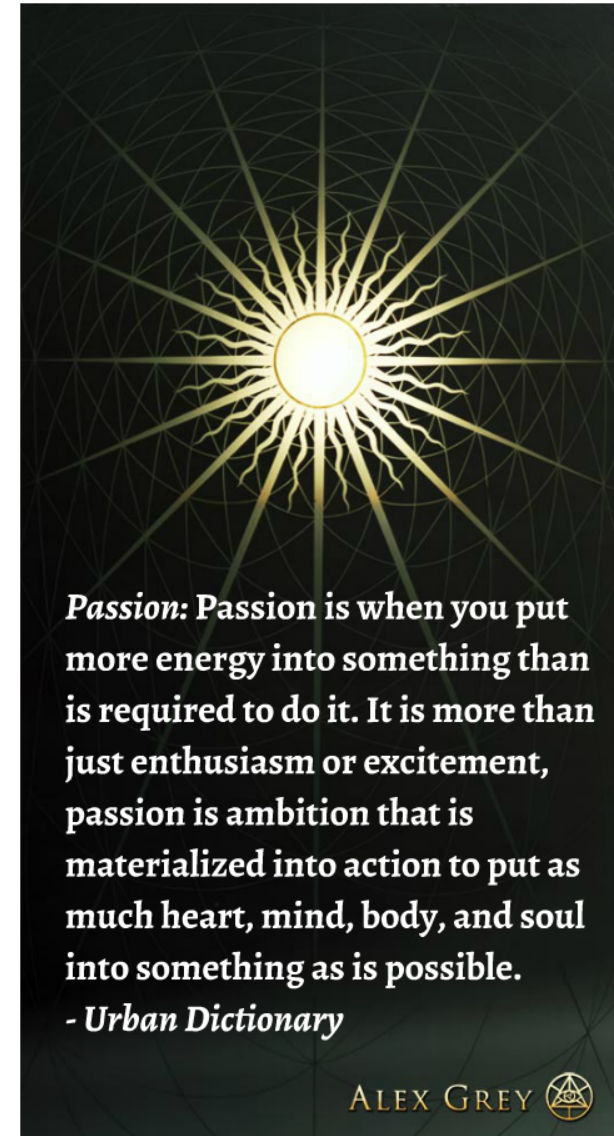 Passion: Passion is when you put
more energy into something than
is required to do it. It is more than
just enthusiasm or excitement,
passion is ambition that is
materialized into action to put as
much heart, mind, body, and soul
into something as is possible.
- Urban Dictionary
ALEX GREY